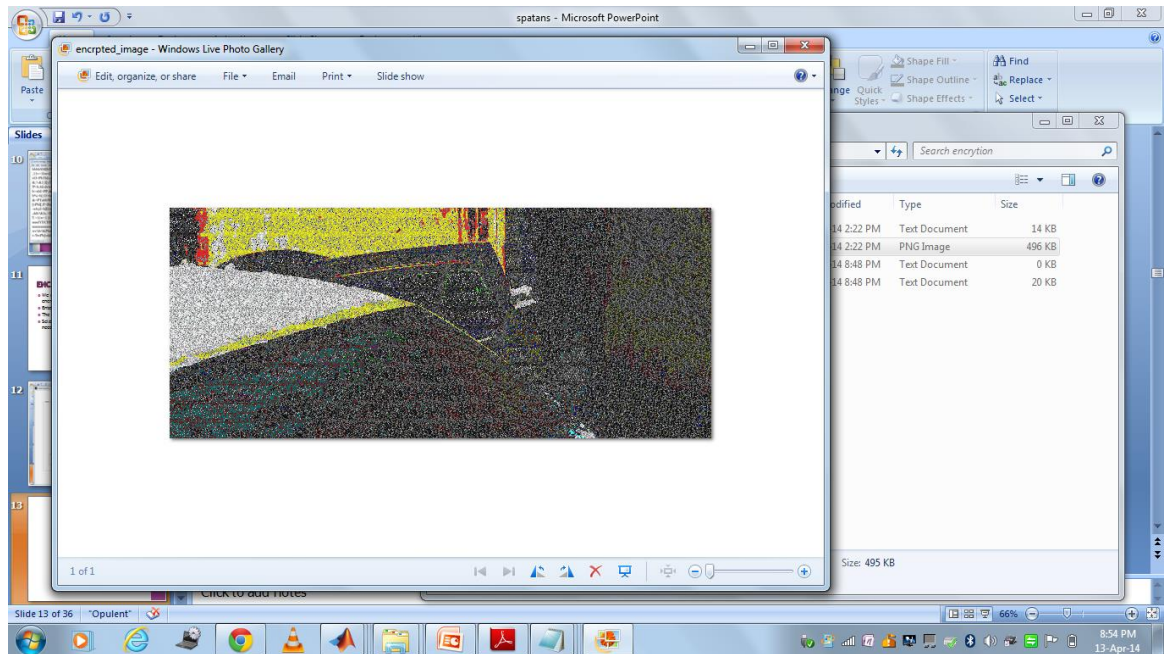 spatans - Microsoft PowerPoint
encrpted_image - Windows Live Photo Gallery
Edit, organize, or share File Email Print Slide show
Paste
Quick
Styles
Shape Fill
Shape Outline
Shape Effects
Find
Replace
Select
Slides
Search encrytion
Type Size
14 2:22 PM Text Document 14 KB
14 2:22 PM PNG Image 496 KB
14 8:48 PM Text Document 0 KB
14 8:48 PM Text Document 20 KB
10
11
12
13
1 of 1
Size: 495 KB
Click to add notes
Slide 13 of 36 "Opulent" 66%
8:54 PM
13-Apr-14